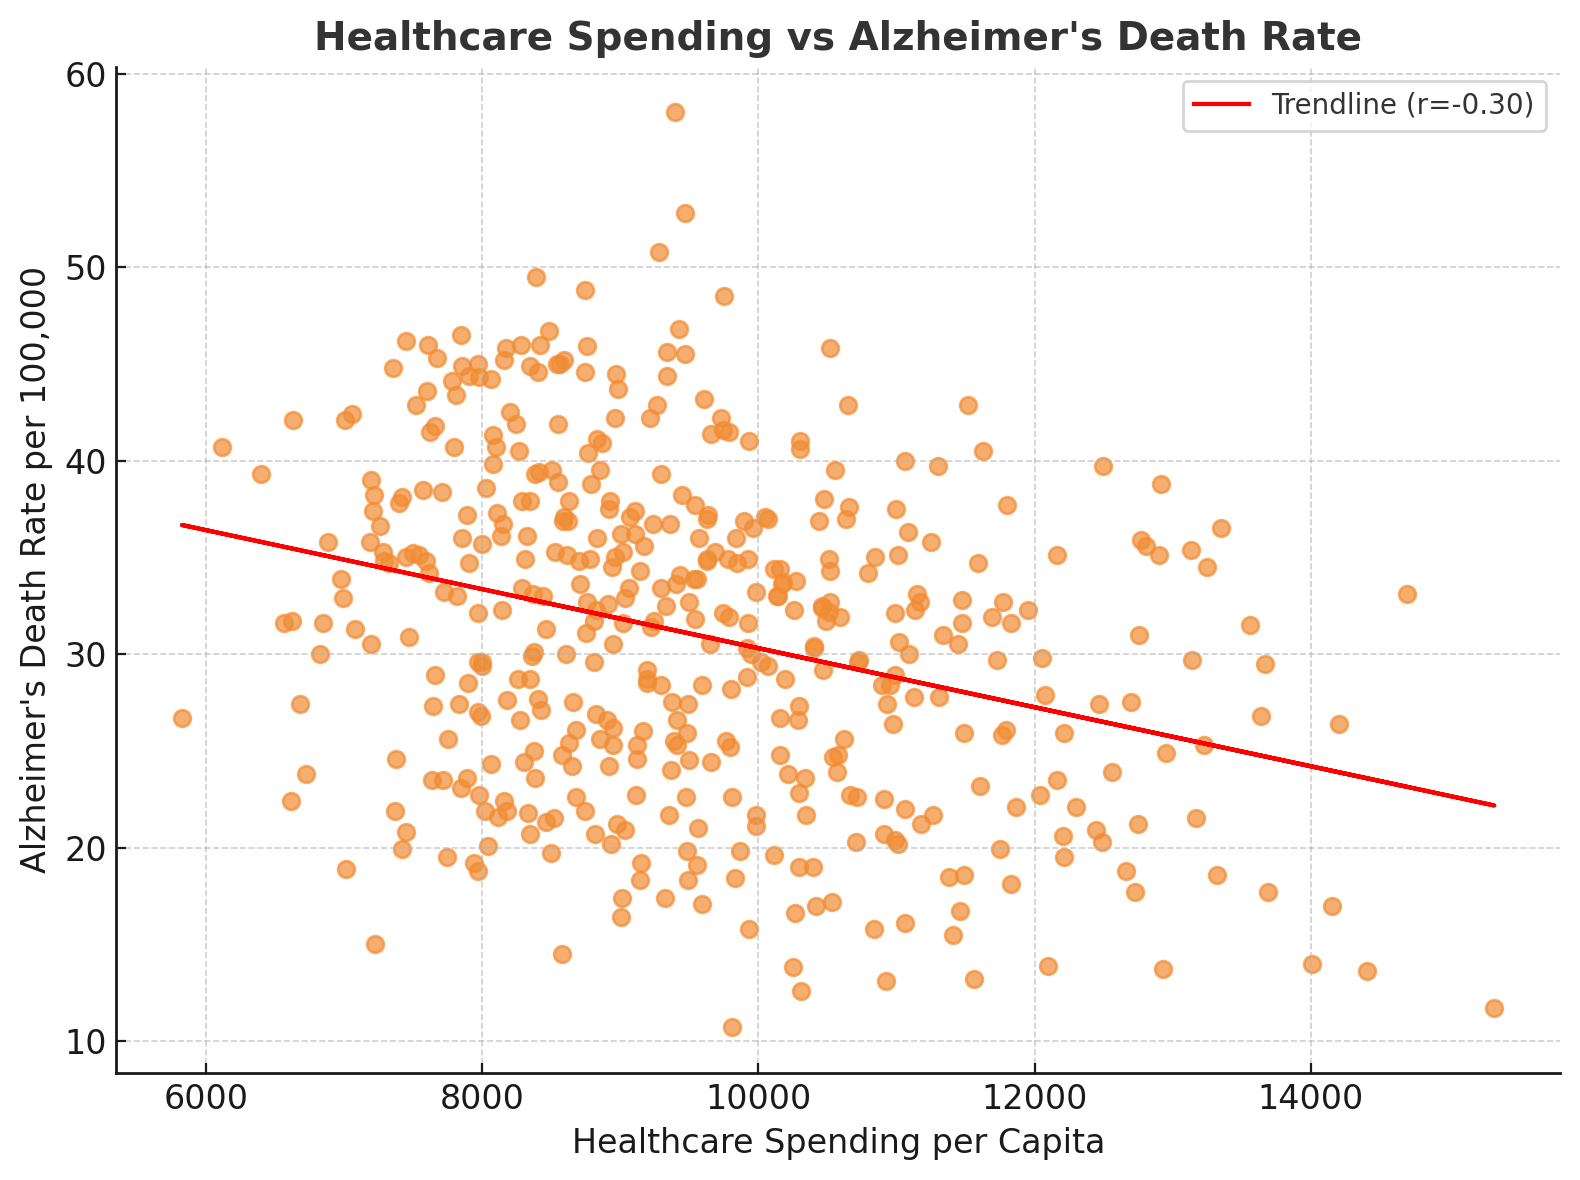 Healthcare Spending vs Alzheimer's Death Rate
Trendline (r=-0.30)
Alzheimer's Death Rate per 100,000
60
50
40
30
20
10
6000 8000 10000 12000 14000
Healthcare Spending per Capita